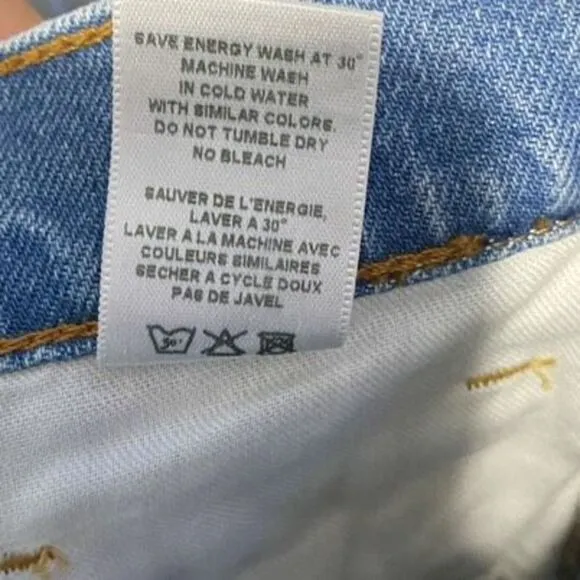 SAVE ENERGY WASH AT 30°
MACHINE WASH
IN COLD WATER
WITH SIMILAR COLORS.
DO NOT TUMBLE DRY
NO BLEACH
SAUVER DE L'ENERGIE,
LAVER A 30°
LAVER A LA MACHINE AVEC
COULEURS SIMILAIRES
SECHER A CYCLE DOUX
PAS DE JAVEL
30°